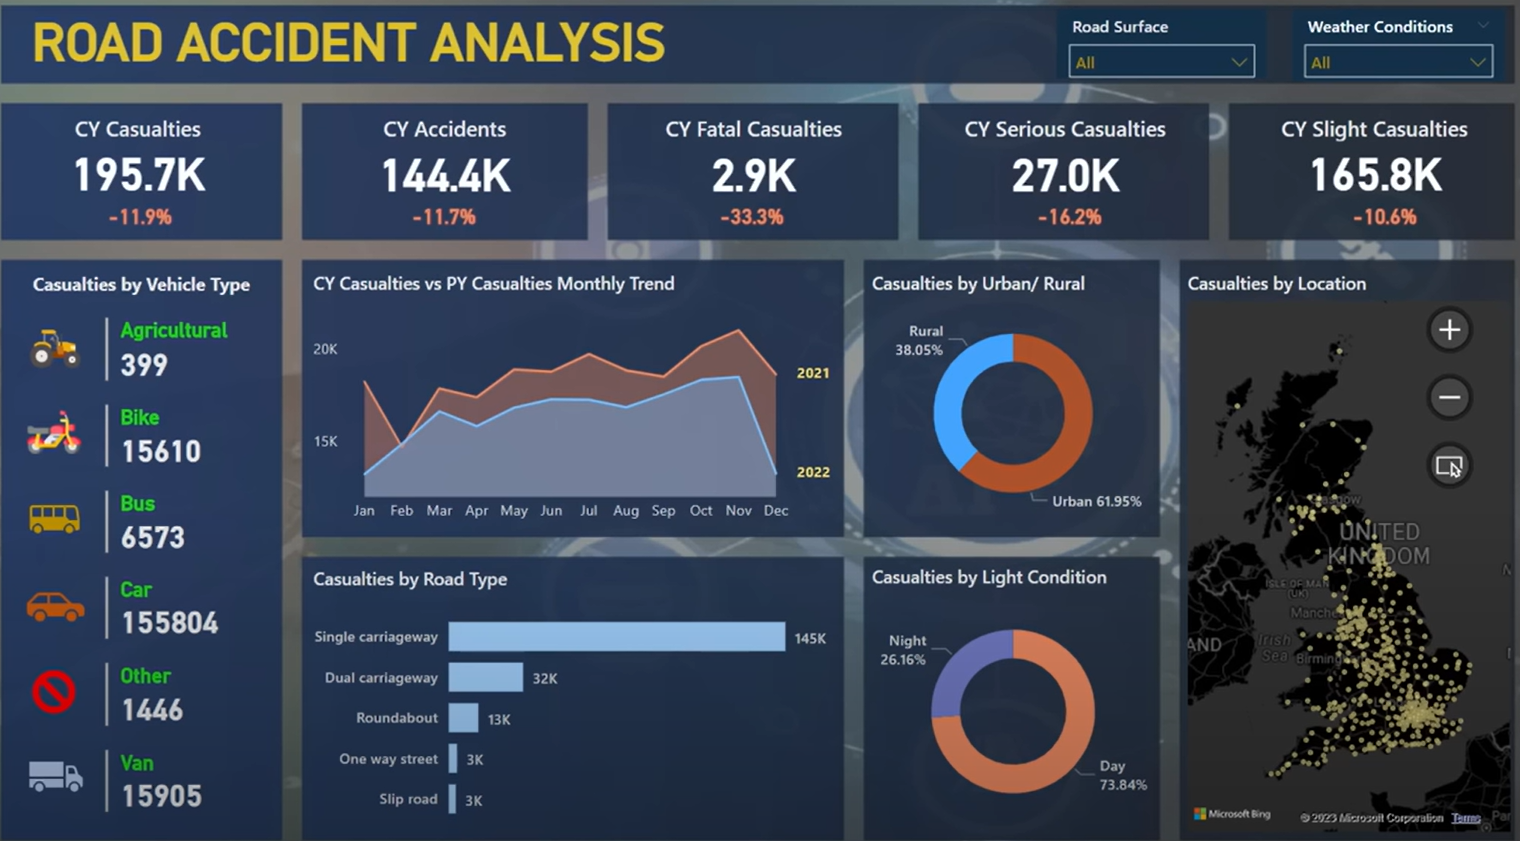 ROAD ACCIDENT ANALYSIS
Road Surface
All
Weather Conditions
All
CY Casualties
195.7K
-11.9%
CY Accidents
144.4K
-11.7%
CY Fatal Casualties
2.9K
-33.3%
CY Serious Casualties
27.0K
-16.2%
CY Slight Casualties
165.8K
-10.6%
Casualties by Vehicle Type
Agricultural
399
Bike
15610
Bus
6573
Car
155804
Other
1446
Van
15905
CY Casualties vs PY Casualties Monthly Trend
20K
15K
2021
2022
Jan Feb Mar Apr May Jun Jul Aug Sep Oct Nov Dec
Casualties by Road Type
Single carriageway 145K
Dual carriageway 32K
Roundabout 13K
One way street 3K
Slip road 3K
Casualties by Urban/ Rural
Rural
38.05%
Urban 61.95%
Casualties by Light Condition
Night
26.16%
Day
73.84%
Casualties by Location
Glasgow
UNITED
KINGDOM
ISLE OF MAN
(UK)
Manche
AND
Irish
Sea
Birming
Microsoft Bing
© 2023 Microsoft Corporation Terms